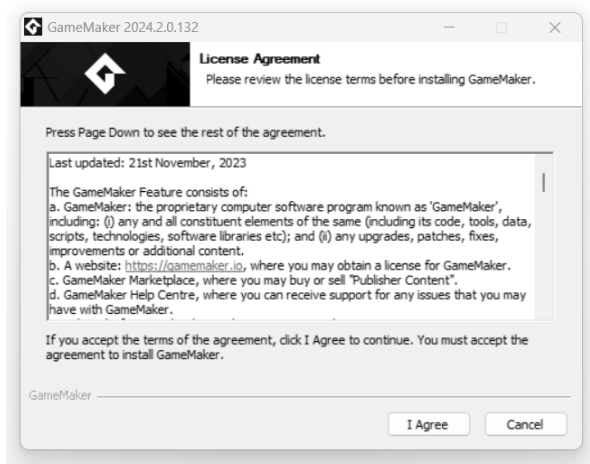 GameMaker 2024.2.0.132
License Agreement
Please review the license terms before installing GameMaker.
Press Page Down to see the rest of the agreement.
Last updated: 21st November, 2023
The GameMaker Feature consists of:
a. GameMaker: the proprietary computer software program known as 'GameMaker',
including: (i) any and all constituent elements of the same (including its code, tools, data,
scripts, technologies, software libraries etc); and (ii) any upgrades, patches, fixes,
improvements or additional content.
b. A website: https://gamemaker.io, where you may obtain a license for GameMaker.
c. GameMaker Marketplace, where you may buy or sell "Publisher Content".
d. GameMaker Help Centre, where you can receive support for any issues that you may
have with GameMaker.
If you accept the terms of the agreement, click I Agree to continue. You must accept the
agreement to install GameMaker.
GameMaker
I Agree
Cancel